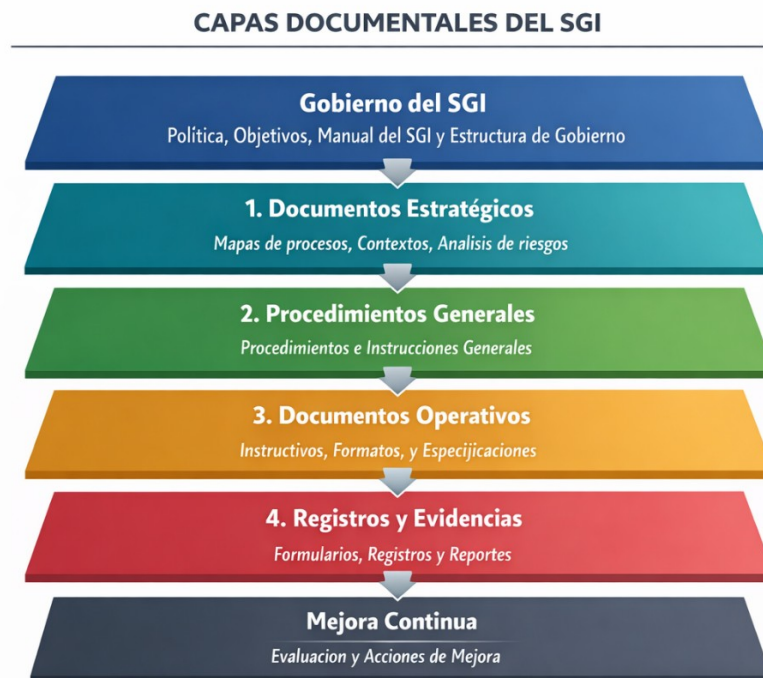 CAPAS DOCUMENTALES DEL SGI
Gobierno del SGI
Política, Objetivos, Manual del SGI y Estructura de Gobierno
1. Documentos Estratégicos
Mapas de procesos, Contextos, Analisis de riesgos
2. Procedimientos Generales
Procedimientos e Instrucciones Generales
3. Documentos Operativos
Instructivos, Formatos, y Especijicaciones
4. Registros y Evidencias
Formularios, Registros y Reportes
Mejora Continua
Evaluacion y Acciones de Mejora